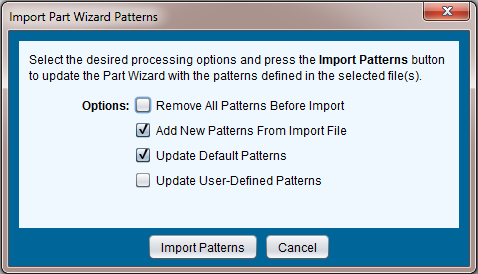 Import Part Wizard Patterns
Select the desired processing options and press the Import Patterns button
to update the Part Wizard with the patterns defined in the selected file(s).
Options: Remove All Patterns Before Import
Add New Patterns From Import File
Update Default Patterns
Update User-Defined Patterns
Import Patterns Cancel